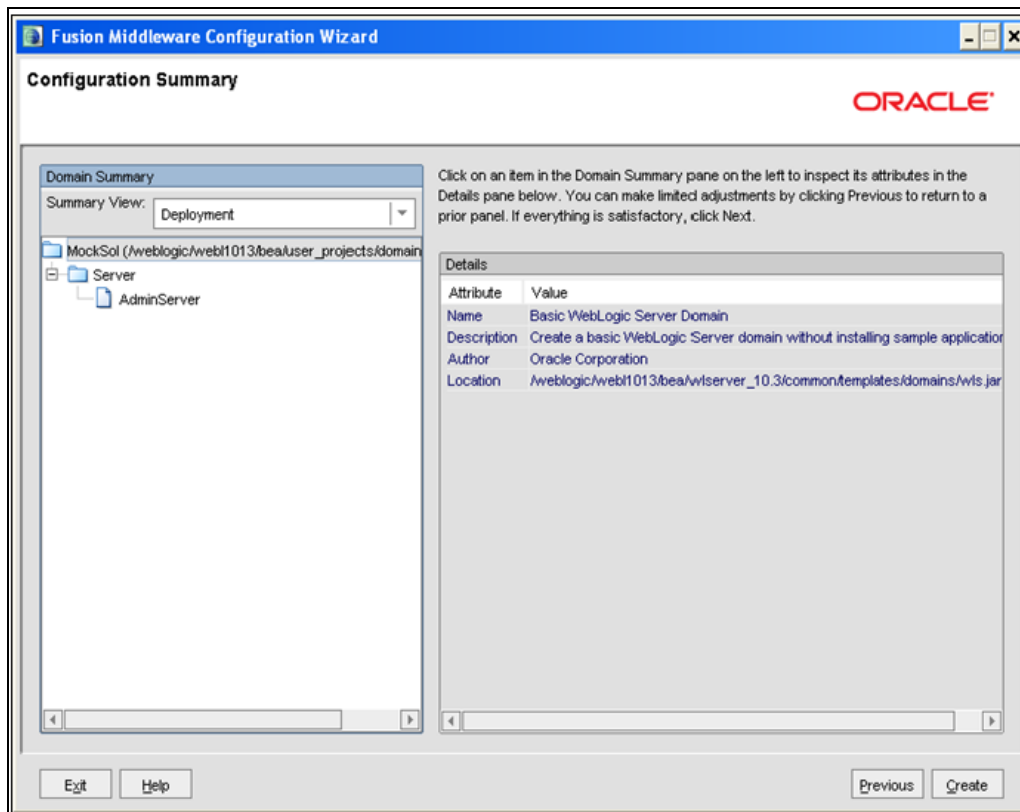 Fusion Middleware Configuration Wizard
Configuration Summary
ORACLE
Domain Summary
Summary View:
Deployment
MockSol (/weblogic/webl1013/bea/user_projects/domain
Server
AdminServer
Click on an item in the Domain Summary pane on the left to inspect its attributes in the
Details pane below. You can make limited adjustments by clicking Previous to return to a
prior panel. If everything is satisfactory, click Next.
Details
Attribute Value
Name Basic WebLogic Server Domain
Description Create a basic WebLogic Server domain without installing sample application
Author Oracle Corporation
Location /weblogic/webl1013/bea/wlserver_10.3/common/templates/domains/wls.jar
Exit Help Previous Create